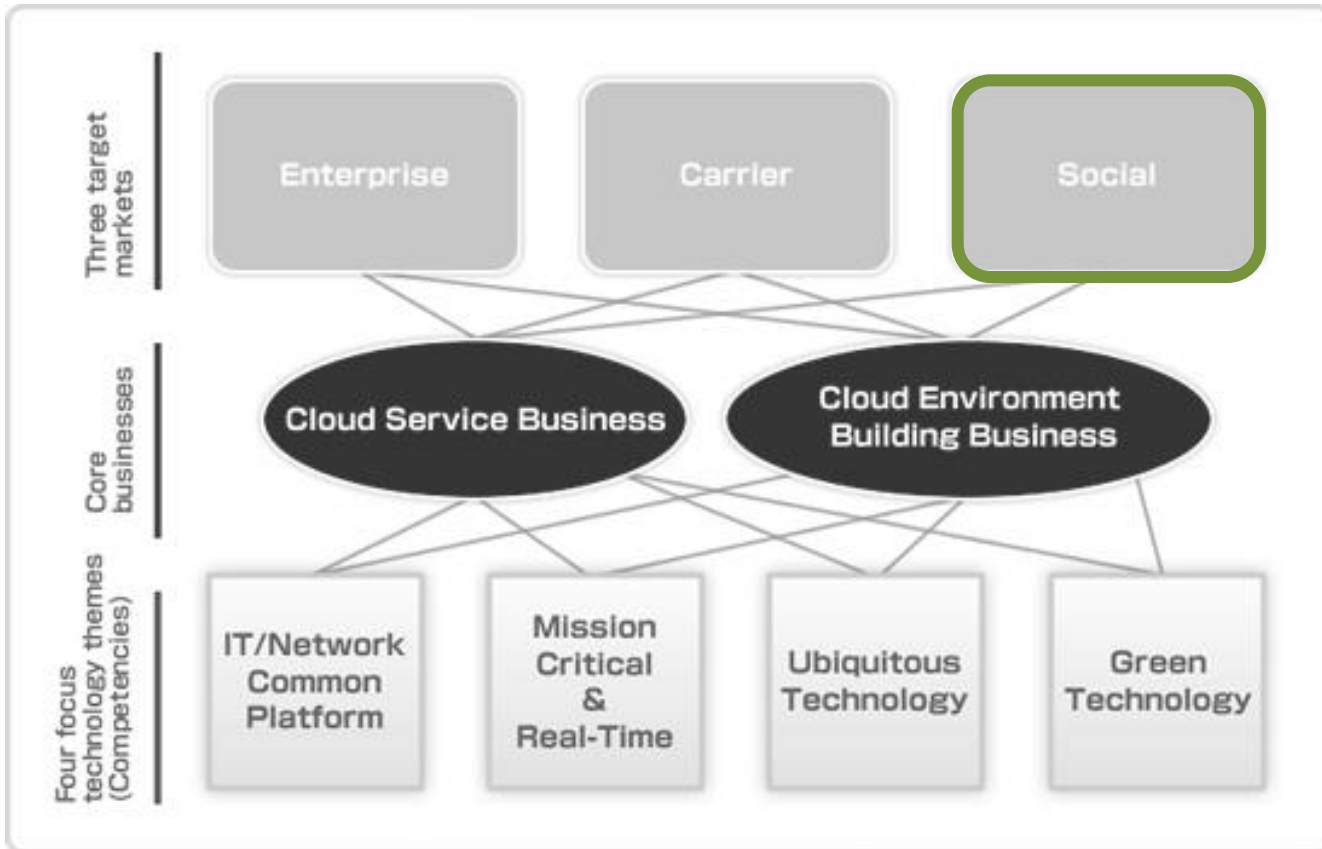 Three target
markets
Enterprise
Carrier
Social
Core
businesses
Cloud Service Business
Cloud Environment
Building Business
Four focus
technology themes
(Competencies)
IT/Network
Common
Platform
Mission
Critical
&
Real-Time
Ubiquitous
Technology
Green
Technology